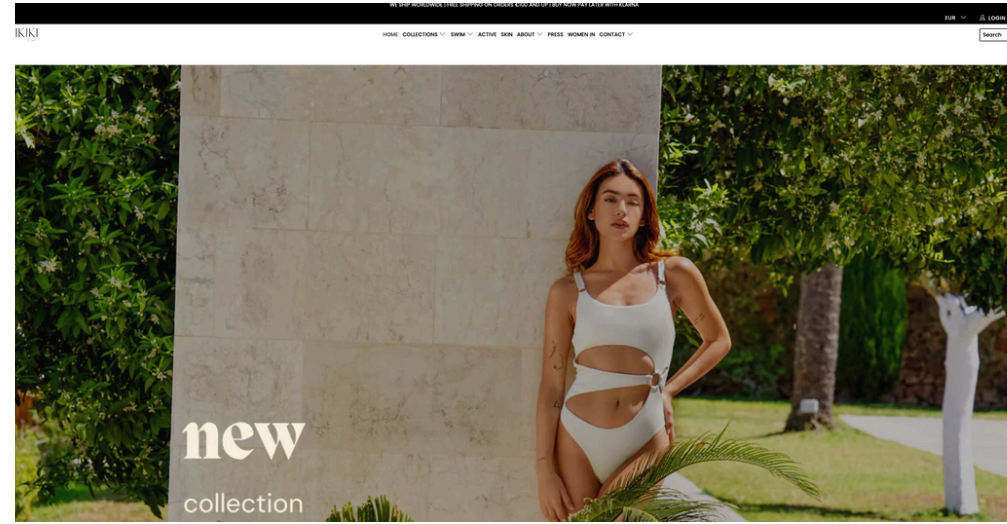 WE SHIP WORLDWIDE | FREE SHIPPING ON ORDERS €100 AND UP | BUY NOW-PAY LATER WITH KLARNA
EUR LOGIN
IKIKI HOME COLLECTIONS SWIM ACTIVE SKIN ABOUT PRESS WOMEN IN CONTACT Search
new
collection